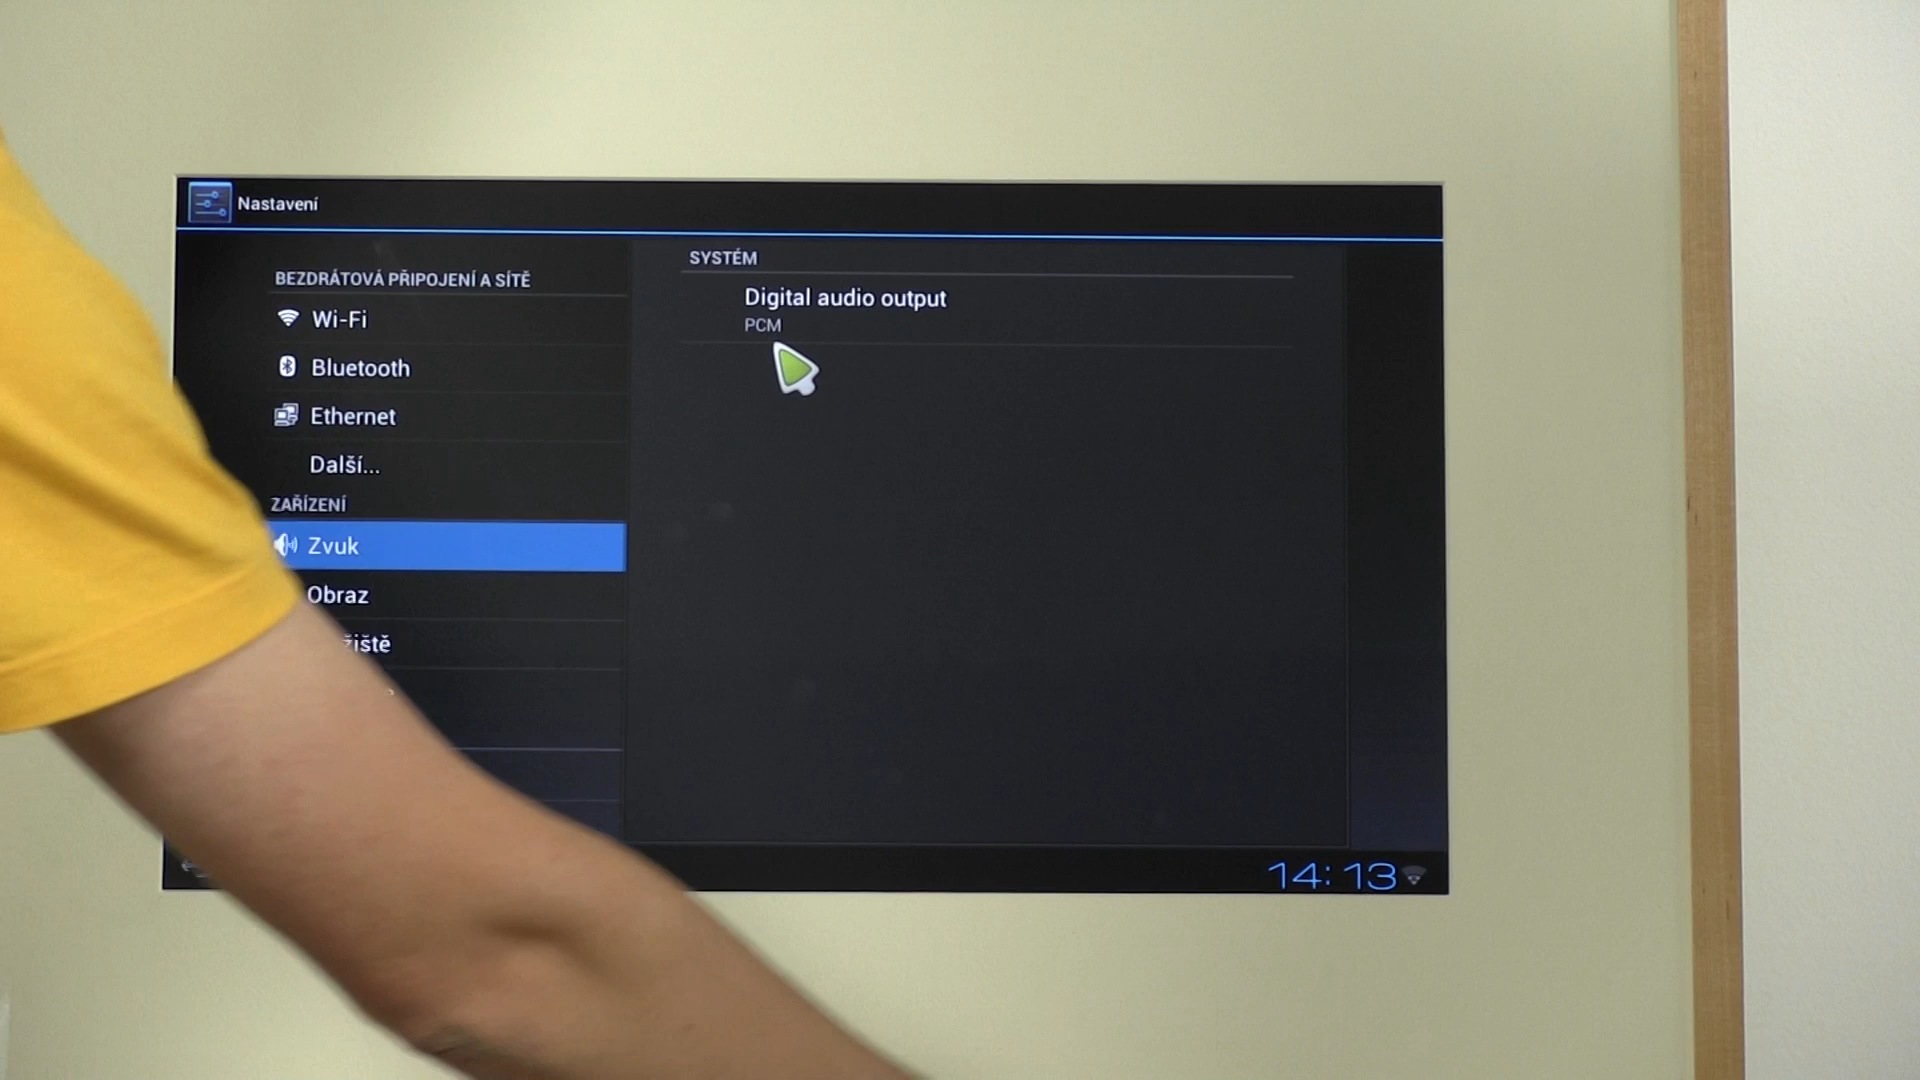 Nastavení
BEZDRÁTOVÁ PŘIPOJENÍ A SÍTĚ
Wi-Fi
Bluetooth
Ethernet
Další...
ZAŘÍZENÍ
Zvuk
Obraz
SYSTÉM
Digital audio output
PCM
14:13